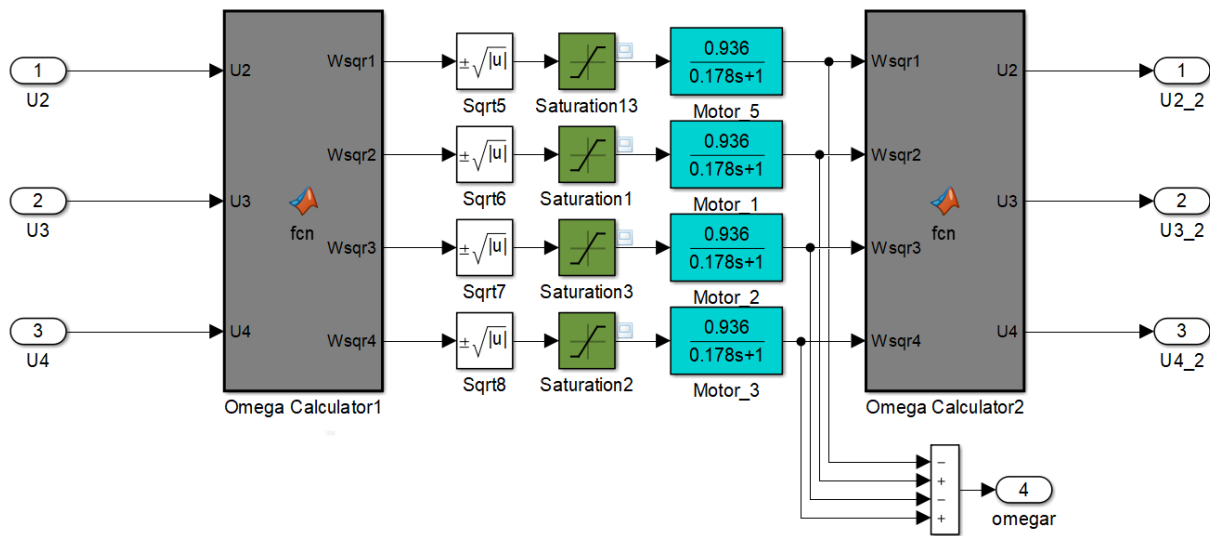 1
U2
2
U3
3
U4
U2
U3
U4
fcn
Wsqr1
Wsqr2
Wsqr3
Wsqr4
Omega Calculator1
±√|u|
Sqrt5
±√|u|
Sqrt6
±√|u|
Sqrt7
±√|u|
Sqrt8
Saturation13
Saturation1
Saturation3
Saturation2
0.936
0.178s+1
Motor_5
0.936
0.178s+1
Motor_1
0.936
0.178s+1
Motor_2
0.936
0.178s+1
Motor_3
Wsqr1
Wsqr2
Wsqr3
Wsqr4
fcn
U2
U3
U4
Omega Calculator2
1
U2_2
2
U3_2
3
U4_2
−
+
−
+
4
omegar